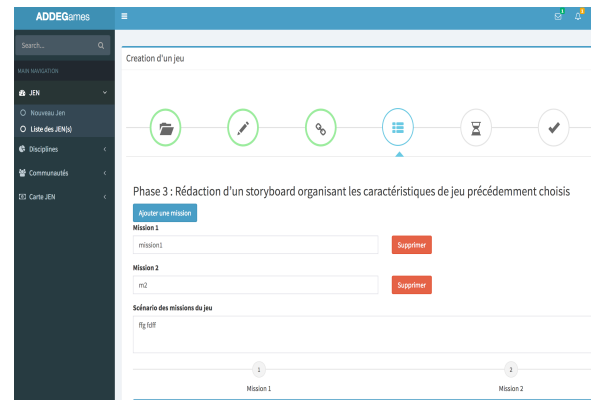 ADDEGames
1
1
Search...
MAIN NAVIGATION
JEN
Nouveau Jen
Liste des JEN(s)
Disciplines
Communautés
Carte JEN
Creation d'un jeu
Phase 3 : Rédaction d'un storyboard organisant les caractéristiques de jeu précédemment choisis
Ajouter une mission
Mission 1
mission1
Supprimer
Mission 2
m2
Supprimer
Scénario des missions du jeu
ffg fdff
1
2
Mission 1
Mission 2